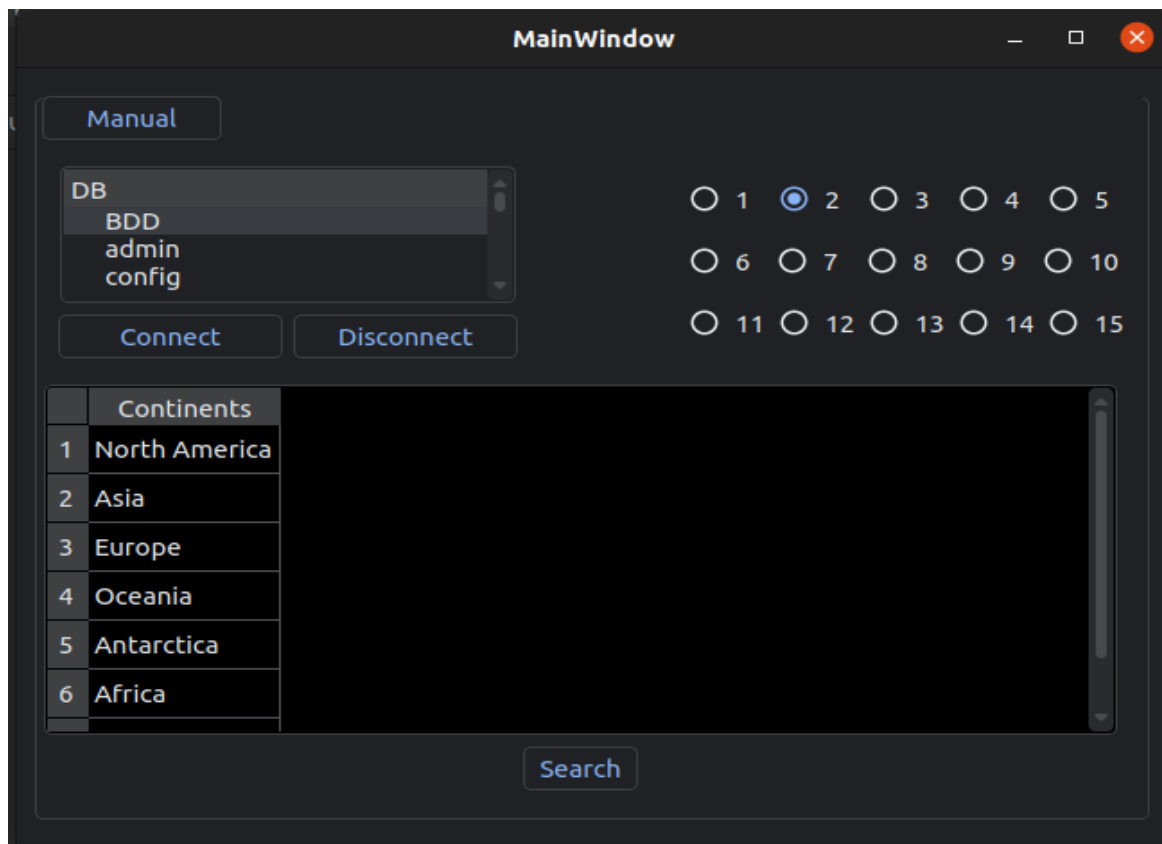 MainWindow
Manual
DB
BDD
admin
config
Connect Disconnect
1 2 3 4 5
6 7 8 9 10
11 12 13 14 15
Continents
1 North America
2 Asia
3 Europe
4 Oceania
5 Antarctica
6 Africa
Search